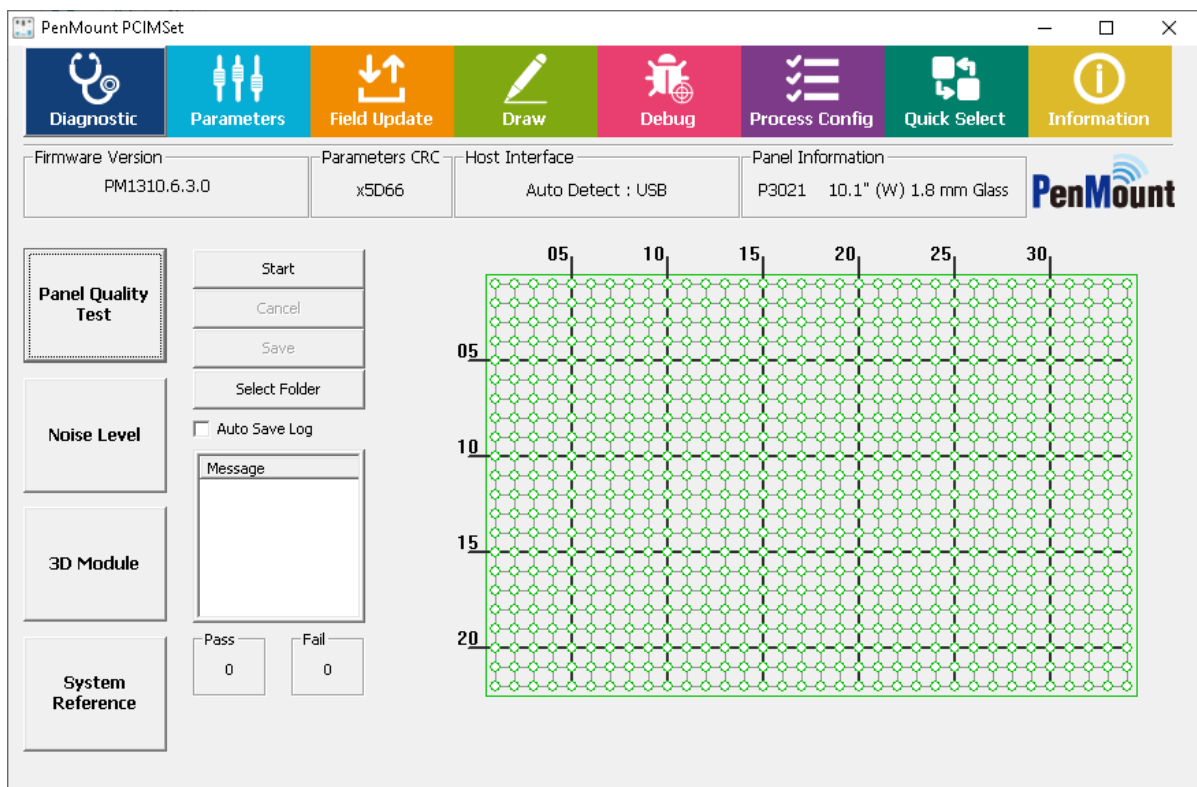 PenMount PCIMSet
Diagnostic
Parameters
Field Update
Draw
Debug
Process Config
Quick Select
Information
Firmware Version
PM1310.6.3.0
Parameters CRC
x5D66
Host Interface
Auto Detect : USB
Panel Information
P3021 10.1" (W) 1.8 mm Glass
PenMount
Panel Quality
Test
Noise Level
3D Module
System
Reference
Start
Cancel
Save
Select Folder
Auto Save Log
Message
Pass
0
Fail
0
05 10 15 20 25 30
05
10
15
20